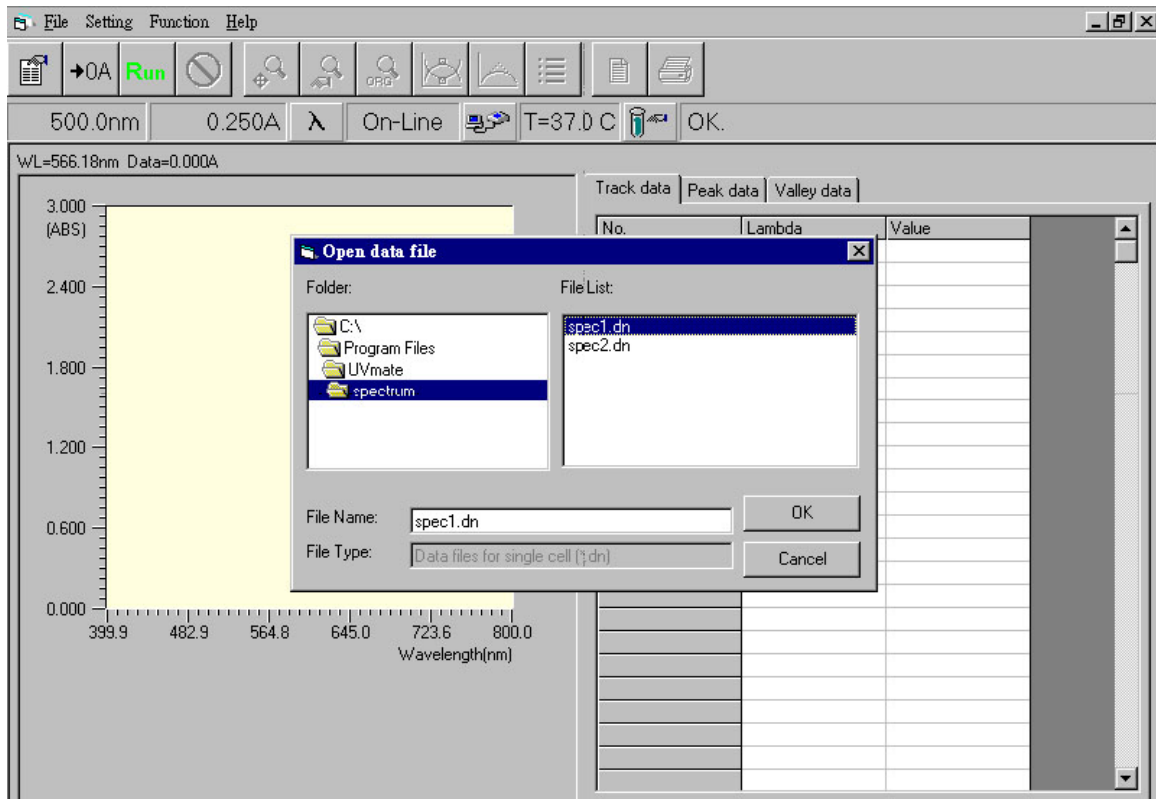 File Setting Function Help
→0A Run ORG
500.0nm 0.250A λ On-Line T=37.0 C OK.
WL=566.18nm Data=0.000A
Track data Peak data Valley data
No. Lambda Value
3.000
(ABS)
2.400
1.800
1.200
0.600
0.000
399.9 482.9 564.8 645.0 723.6 800.0
Wavelength(nm)
Open data file
Folder: File List:
C:\
Program Files
UVmate
spectrum
spec1.dn
spec2.dn
File Name: spec1.dn OK
File Type: Data files for single cell (*.dn) Cancel